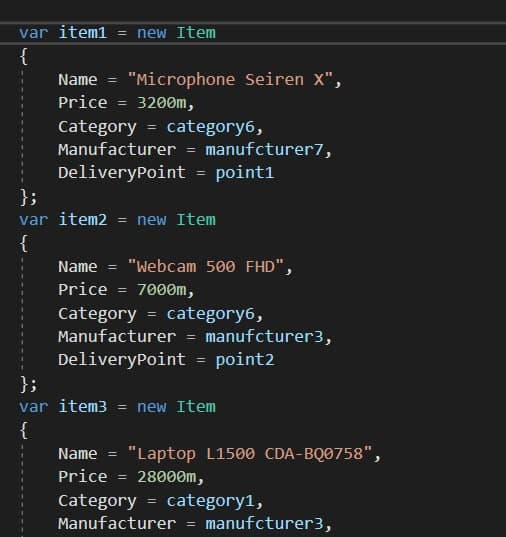 var item1 = new Item
{
Name = "Microphone Seiren X",
Price = 3200m,
Category = category6,
Manufacturer = manufcturer7,
DeliveryPoint = point1
};
var item2 = new Item
{
Name = "Webcam 500 FHD",
Price = 7000m,
Category = category6,
Manufacturer = manufcturer3,
DeliveryPoint = point2
};
var item3 = new Item
{
Name = "Laptop L1500 CDA-BQ0758",
Price = 28000m,
Category = category1,
Manufacturer = manufcturer3,